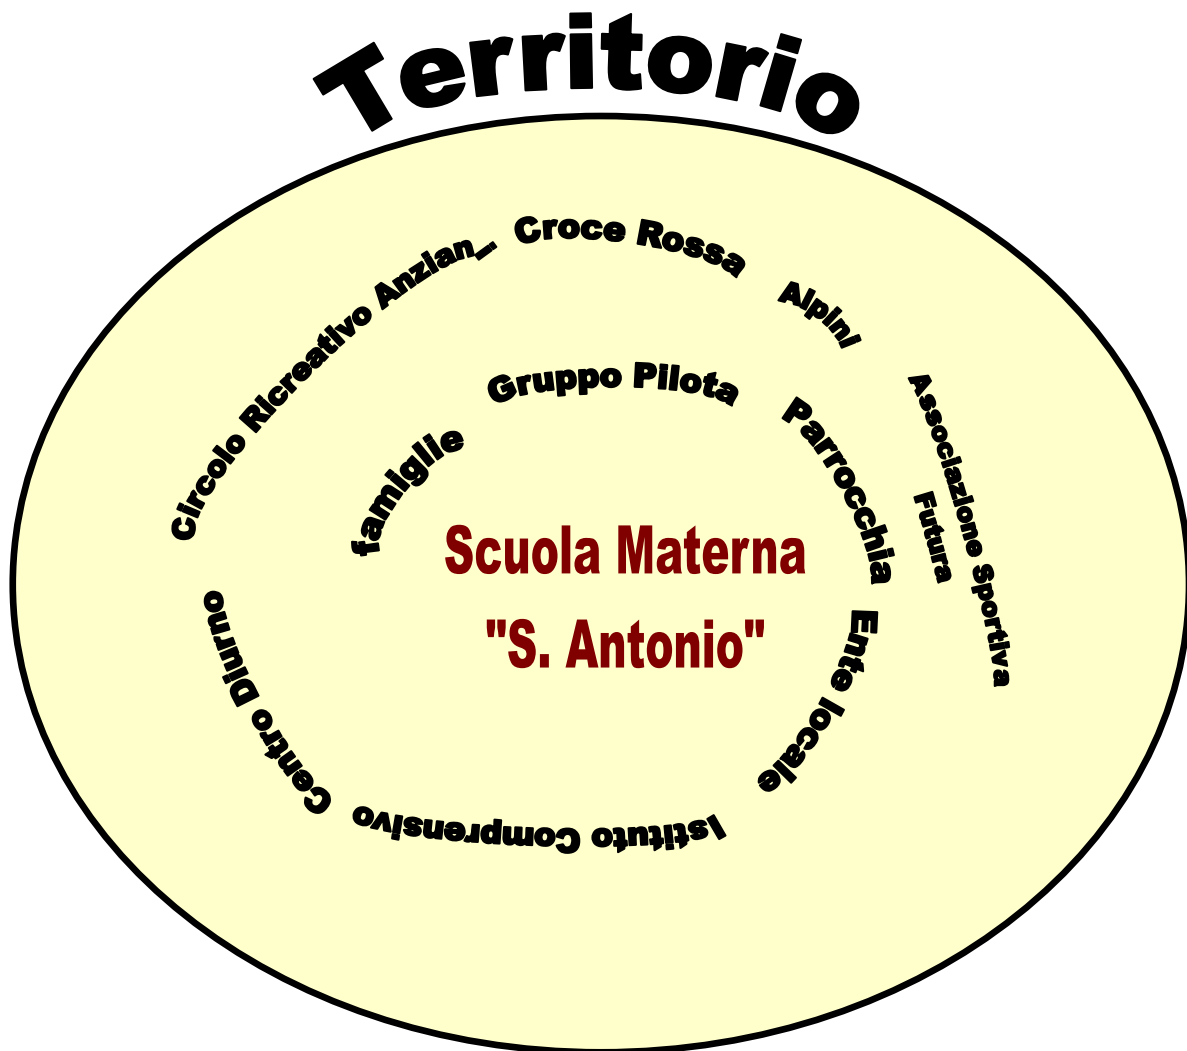 Territorio
Croce Rossa
Circolo Ricreativo Anziani
Alpini
Gruppo Pilota
Associazione Sportiva
Futura
Parrocchia
famiglie
Scuola Materna
"S. Antonio"
Ente locale
Centro Diurno
Istituto Comprensivo